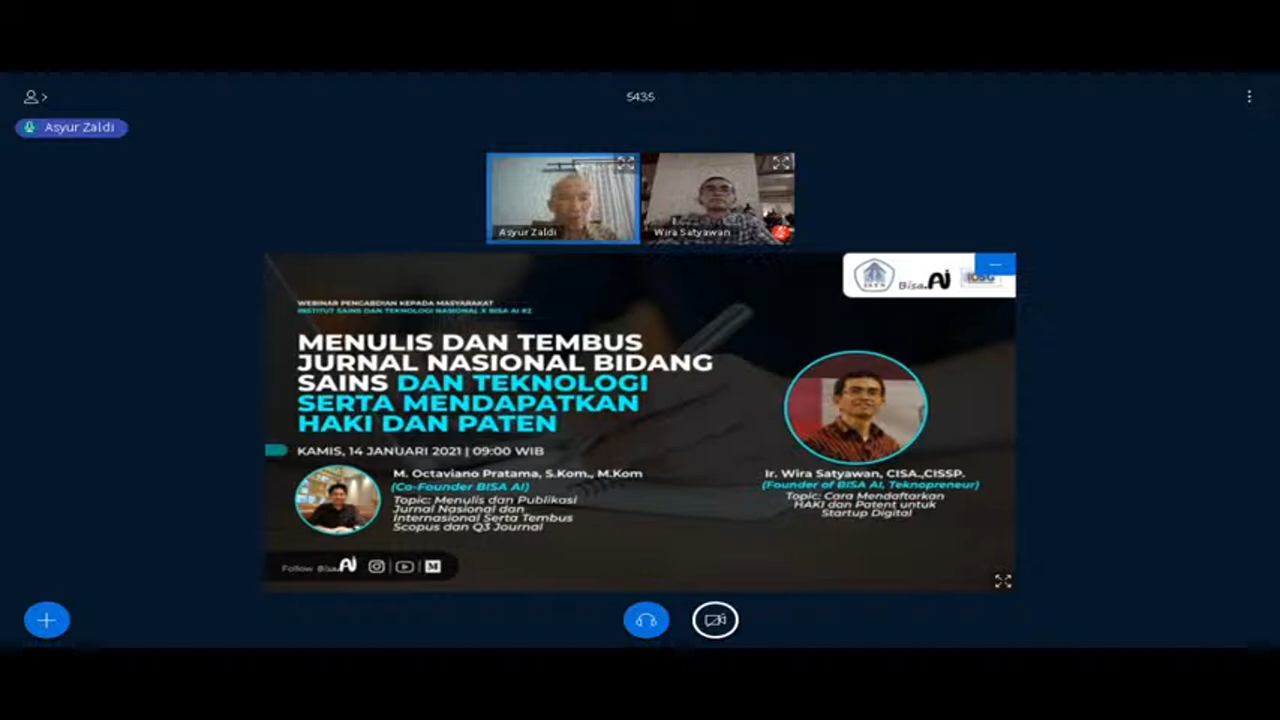 5435
Asyur Zaldi
Asyur Zaldi
Wira Satyawan
WEBINAR PENGABDIAN KEPADA MASYARAKAT
INSTITUT SAINS DAN TEKNOLOGI NASIONAL X BISA AI #2
Bisa.AI
MENULIS DAN TEMBUS
JURNAL NASIONAL BIDANG
SAINS DAN TEKNOLOGI
SERTA MENDAPATKAN
HAKI DAN PATEN
KAMIS, 14 JANUARI 2021 | 09:00 WIB
M. Octaviano Pratama, S.Kom., M.Kom
(Co-Founder BISA AI)
Topic: Menulis dan Publikasi
Jurnal Nasional dan
Internasional Serta Tembus
Scopus dan Q3 Journal
Ir. Wira Satyawan, CISA.,CISSP.
(Founder of BISA AI, Teknopreneur)
Topic: Cara Mendaftarkan
HAKI dan Patent untuk
Startup Digital
Follow Bisa.AI